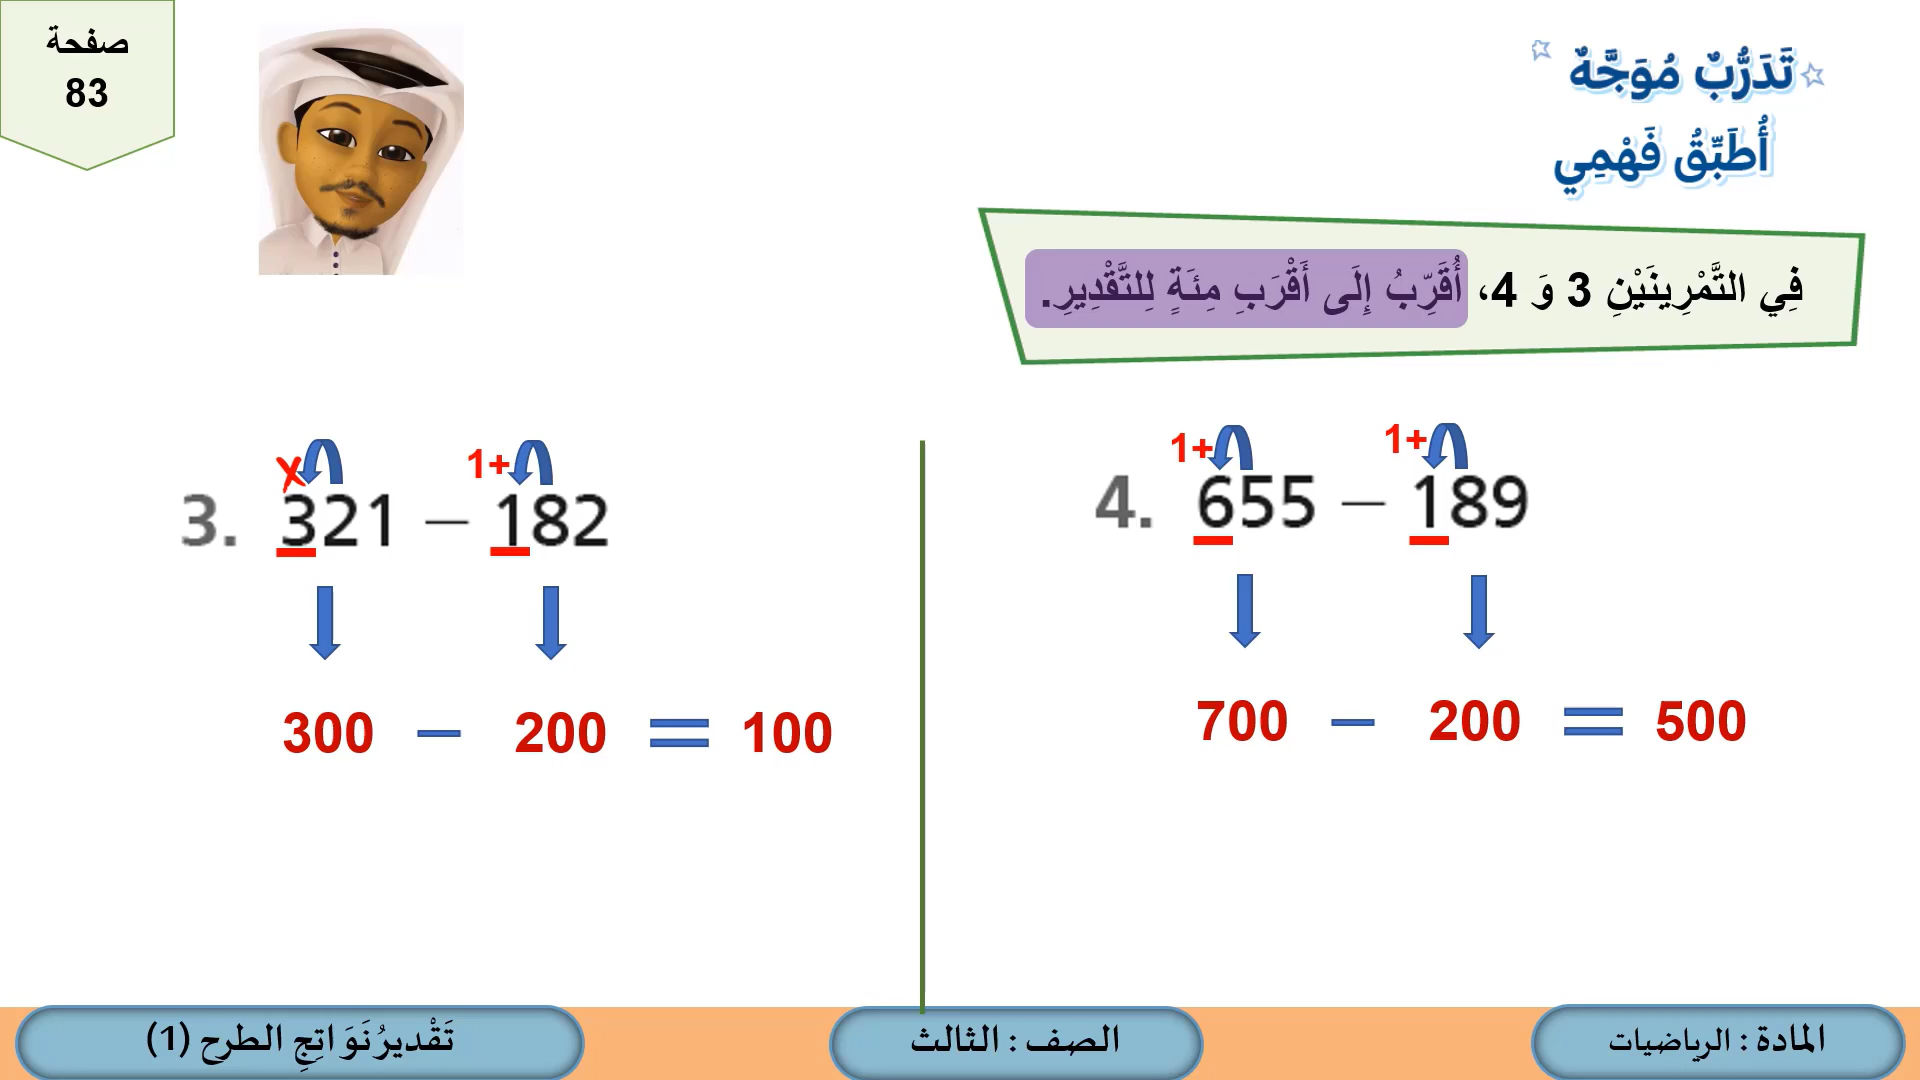 صفحة
83
تَدَرُّبٌ مُوَجَّهٌ
أُطَبِّقُ فَهْمِي
فِي التَّمْرِينَيْنِ 3 وَ 4، أُقَرِّبُ إِلَى أَقْرَبِ مِئَةٍ لِلتَّقْدِيرِ.
X 1+
3. 321 – 182
300 – 200 = 100
1+ 1+
4. 655 – 189
700 – 200 = 500
المادة : الرياضيات
الصف : الثالث
تَقْديرُ نَوَاتِجِ الطرح (1)